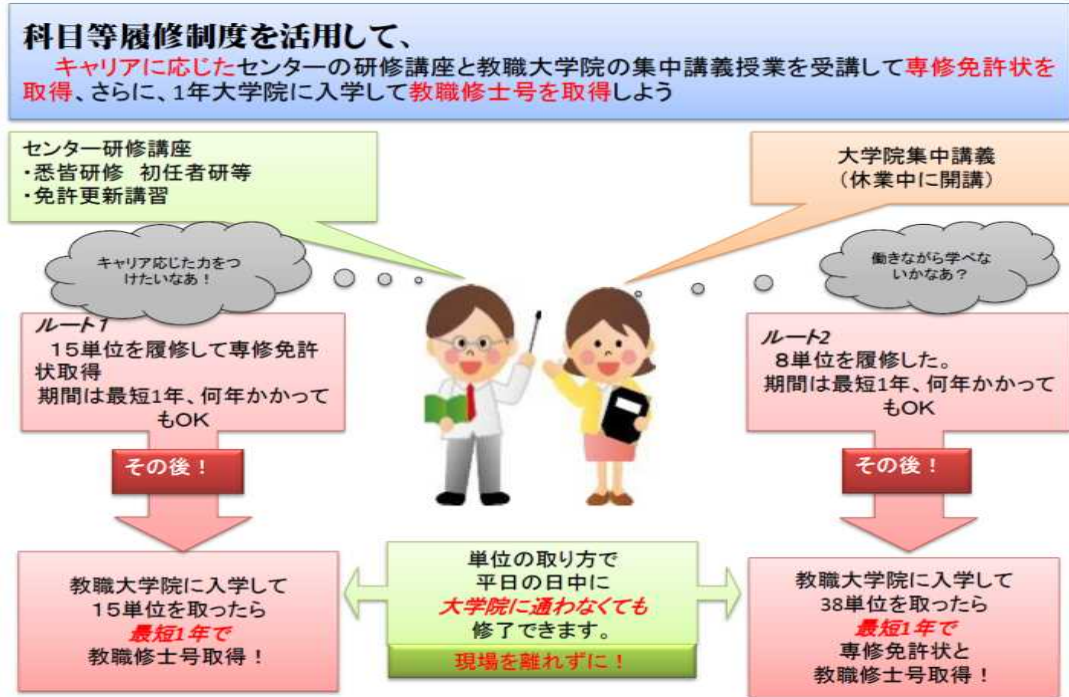 科目等履修制度を活用して、
キャリアに応じたセンターの研修講座と教職大学院の集中講義授業を受講して専修免許状を
取得、さらに、1年大学院に入学して教職修士号を取得しよう
センター研修講座
・悉皆研修 初任者研等
・免許更新講習
大学院集中講義
（休業中に開講）
キャリア応じた力をつ
けたいなあ！
働きながら学べな
いかなあ？
ルート1
15単位を履修して専修免許
状取得
期間は最短1年、何年かかって
もOK
ルート2
8単位を履修した。
期間は最短1年、何年かかって
もOK
その後！
その後！
教職大学院に入学して
15単位を取ったら
最短1年で
教職修士号取得！
単位の取り方で
平日の日中に
大学院に通わなくても
修了できます。
現場を離れずに！
教職大学院に入学して
38単位を取ったら
最短1年で
専修免許状と
教職修士号取得！